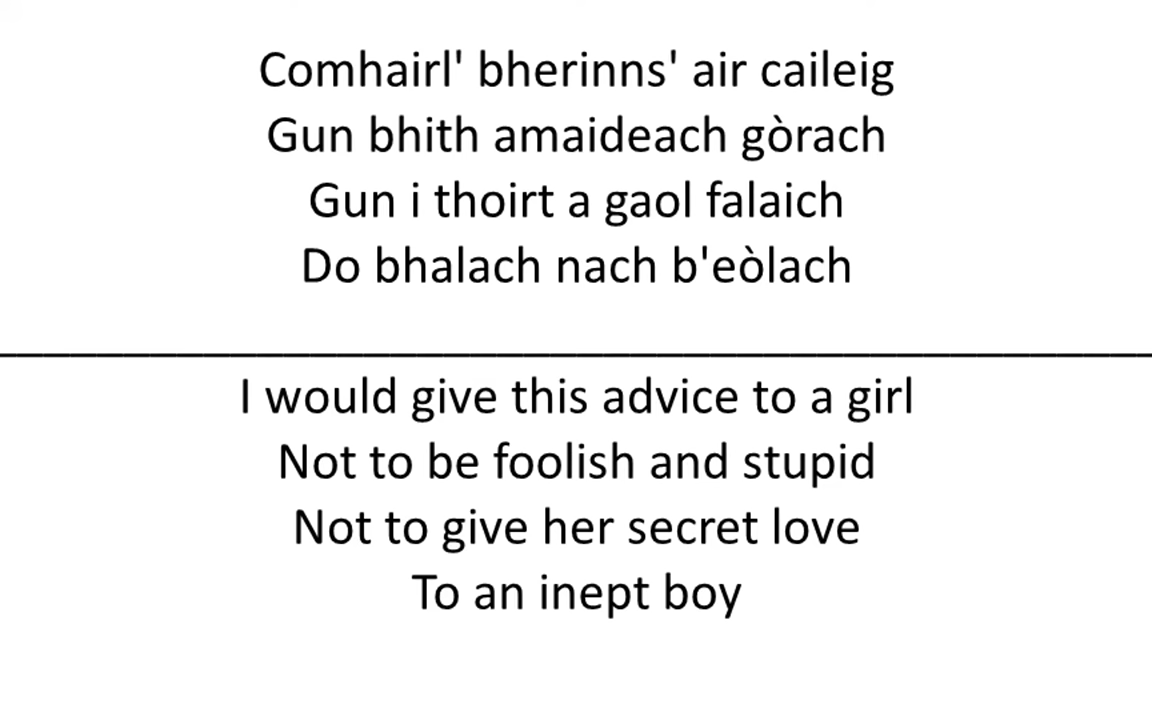 Comhairl' bherinns' air caileig
Gun bhith amaideach gòrach
Gun i thoirt a gaol falaich
Do bhalach nach b'eòlach
I would give this advice to a girl
Not to be foolish and stupid
Not to give her secret love
To an inept boy